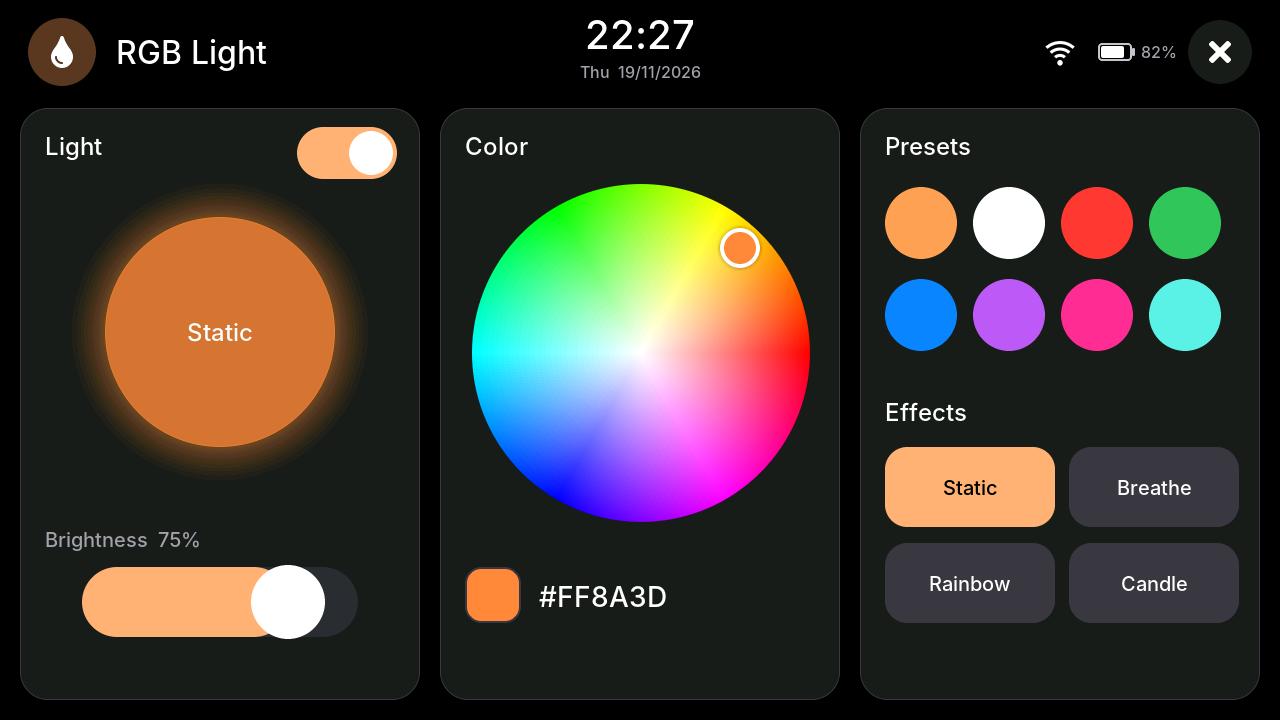 RGB Light
22:27
Thu 19/11/2026
82%
Light
Static
Brightness 75%
Color
#FF8A3D
Presets
Effects
Static
Breathe
Rainbow
Candle